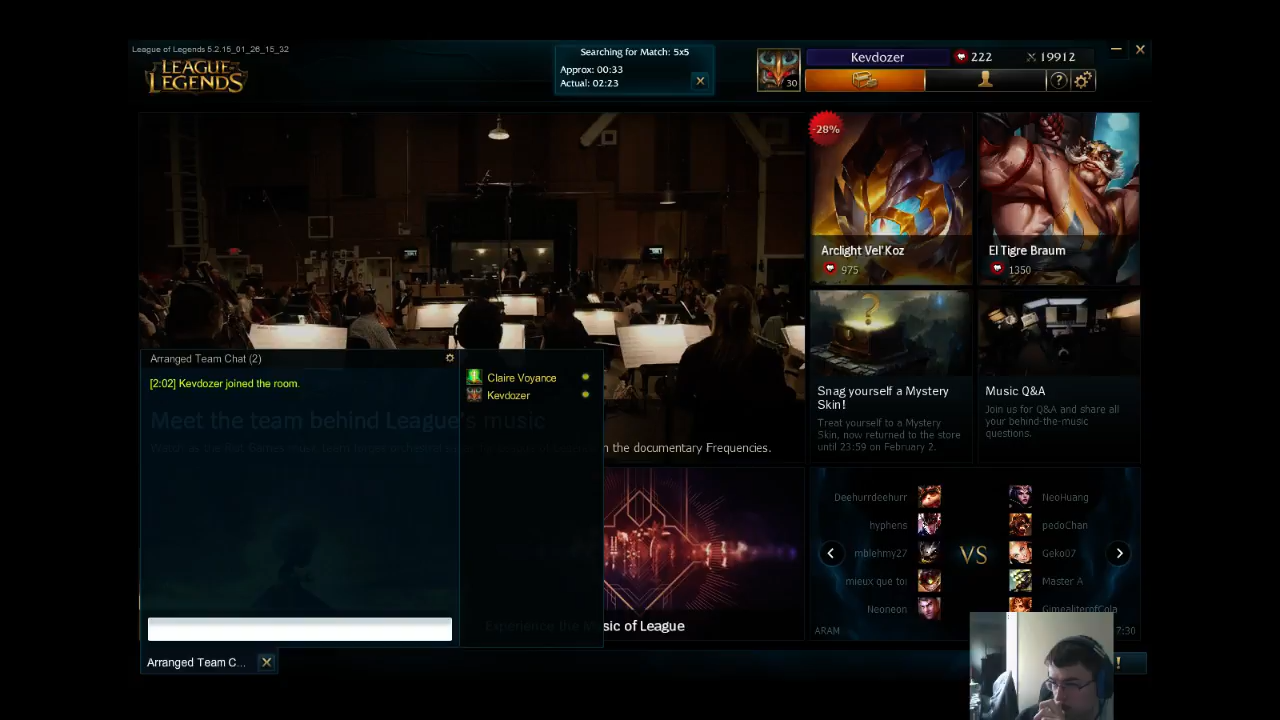 League of Legends 5.2.15_01_26_15_32
LEAGUE of
LEGENDS
Searching for Match: 5x5
Approx: 00:33
Actual: 02:23
30
Kevdozer
222
19912
?
-28%
Arclight Vel'Koz
975
El Tigre Braum
1350
Arranged Team Chat (2)
[2:02] Kevdozer joined the room.
Claire Voyance
Kevdozer
Meet the team behind League's music
n the documentary Frequencies.
Snag yourself a Mystery
Skin!
Treat yourself to a Mystery
Skin, now returned to the store
until 23:59 on February 2.
Music Q&A
Join us for Q&A and share all
your behind-the-music
questions.
Deehurrdeehurr
NeoHuang
hyphens
pedoChan
mblehmy27
VS
Geko07
mieux que toi
Master A
Neoneon
GimealiterofCola
ARAM
7:30
Experience the Music of League
Arranged Team C...
!